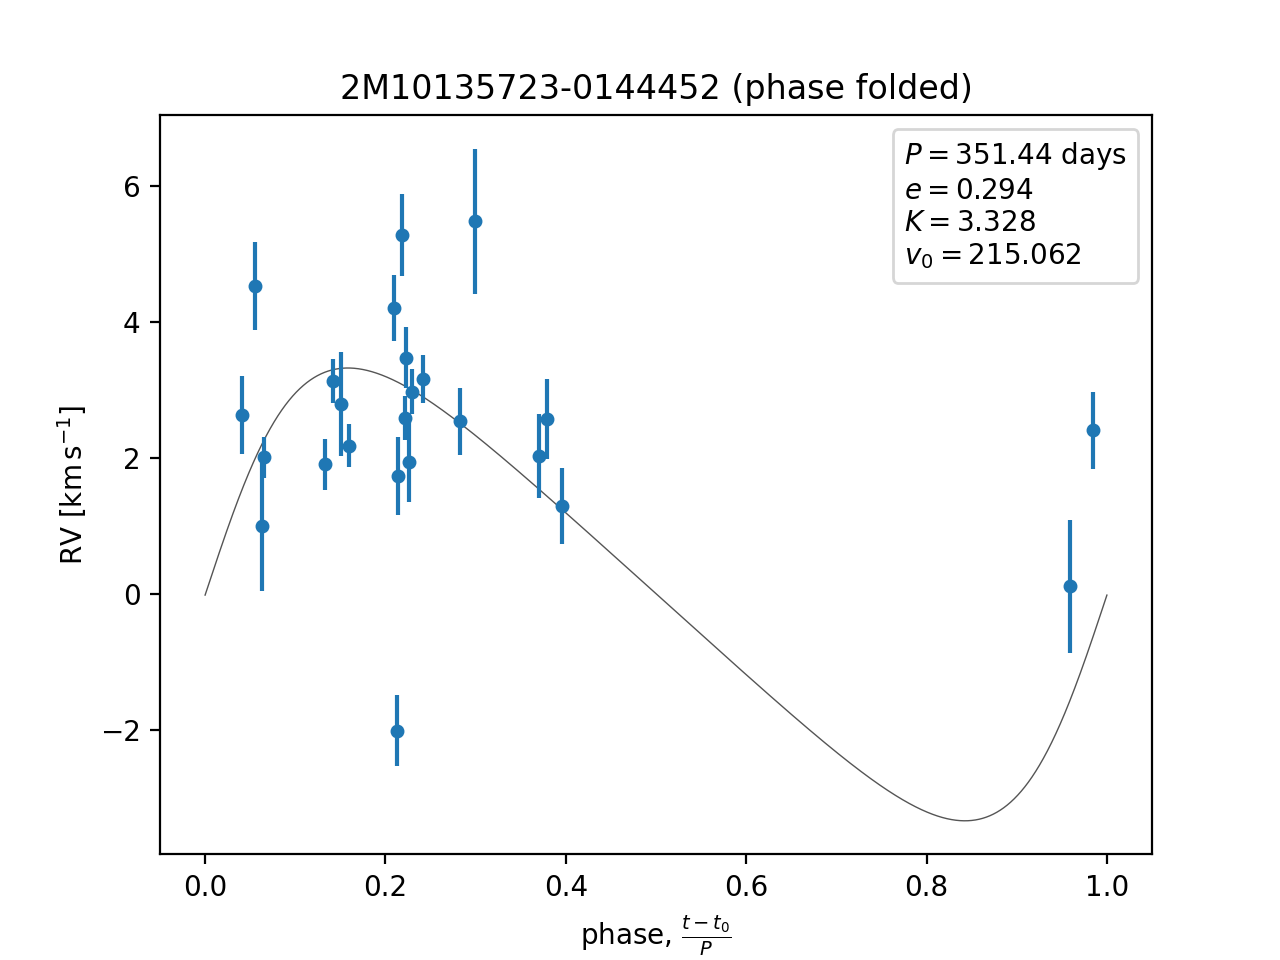 2M10135723-0144452 (phase folded)
P = 351.44 days
e = 0.294
K = 3.328
v₀ = 215.062
RV [km s⁻¹]
6
4
2
0
−2
0.0 0.2 0.4 0.6 0.8 1.0
phase, (t − t₀)/P